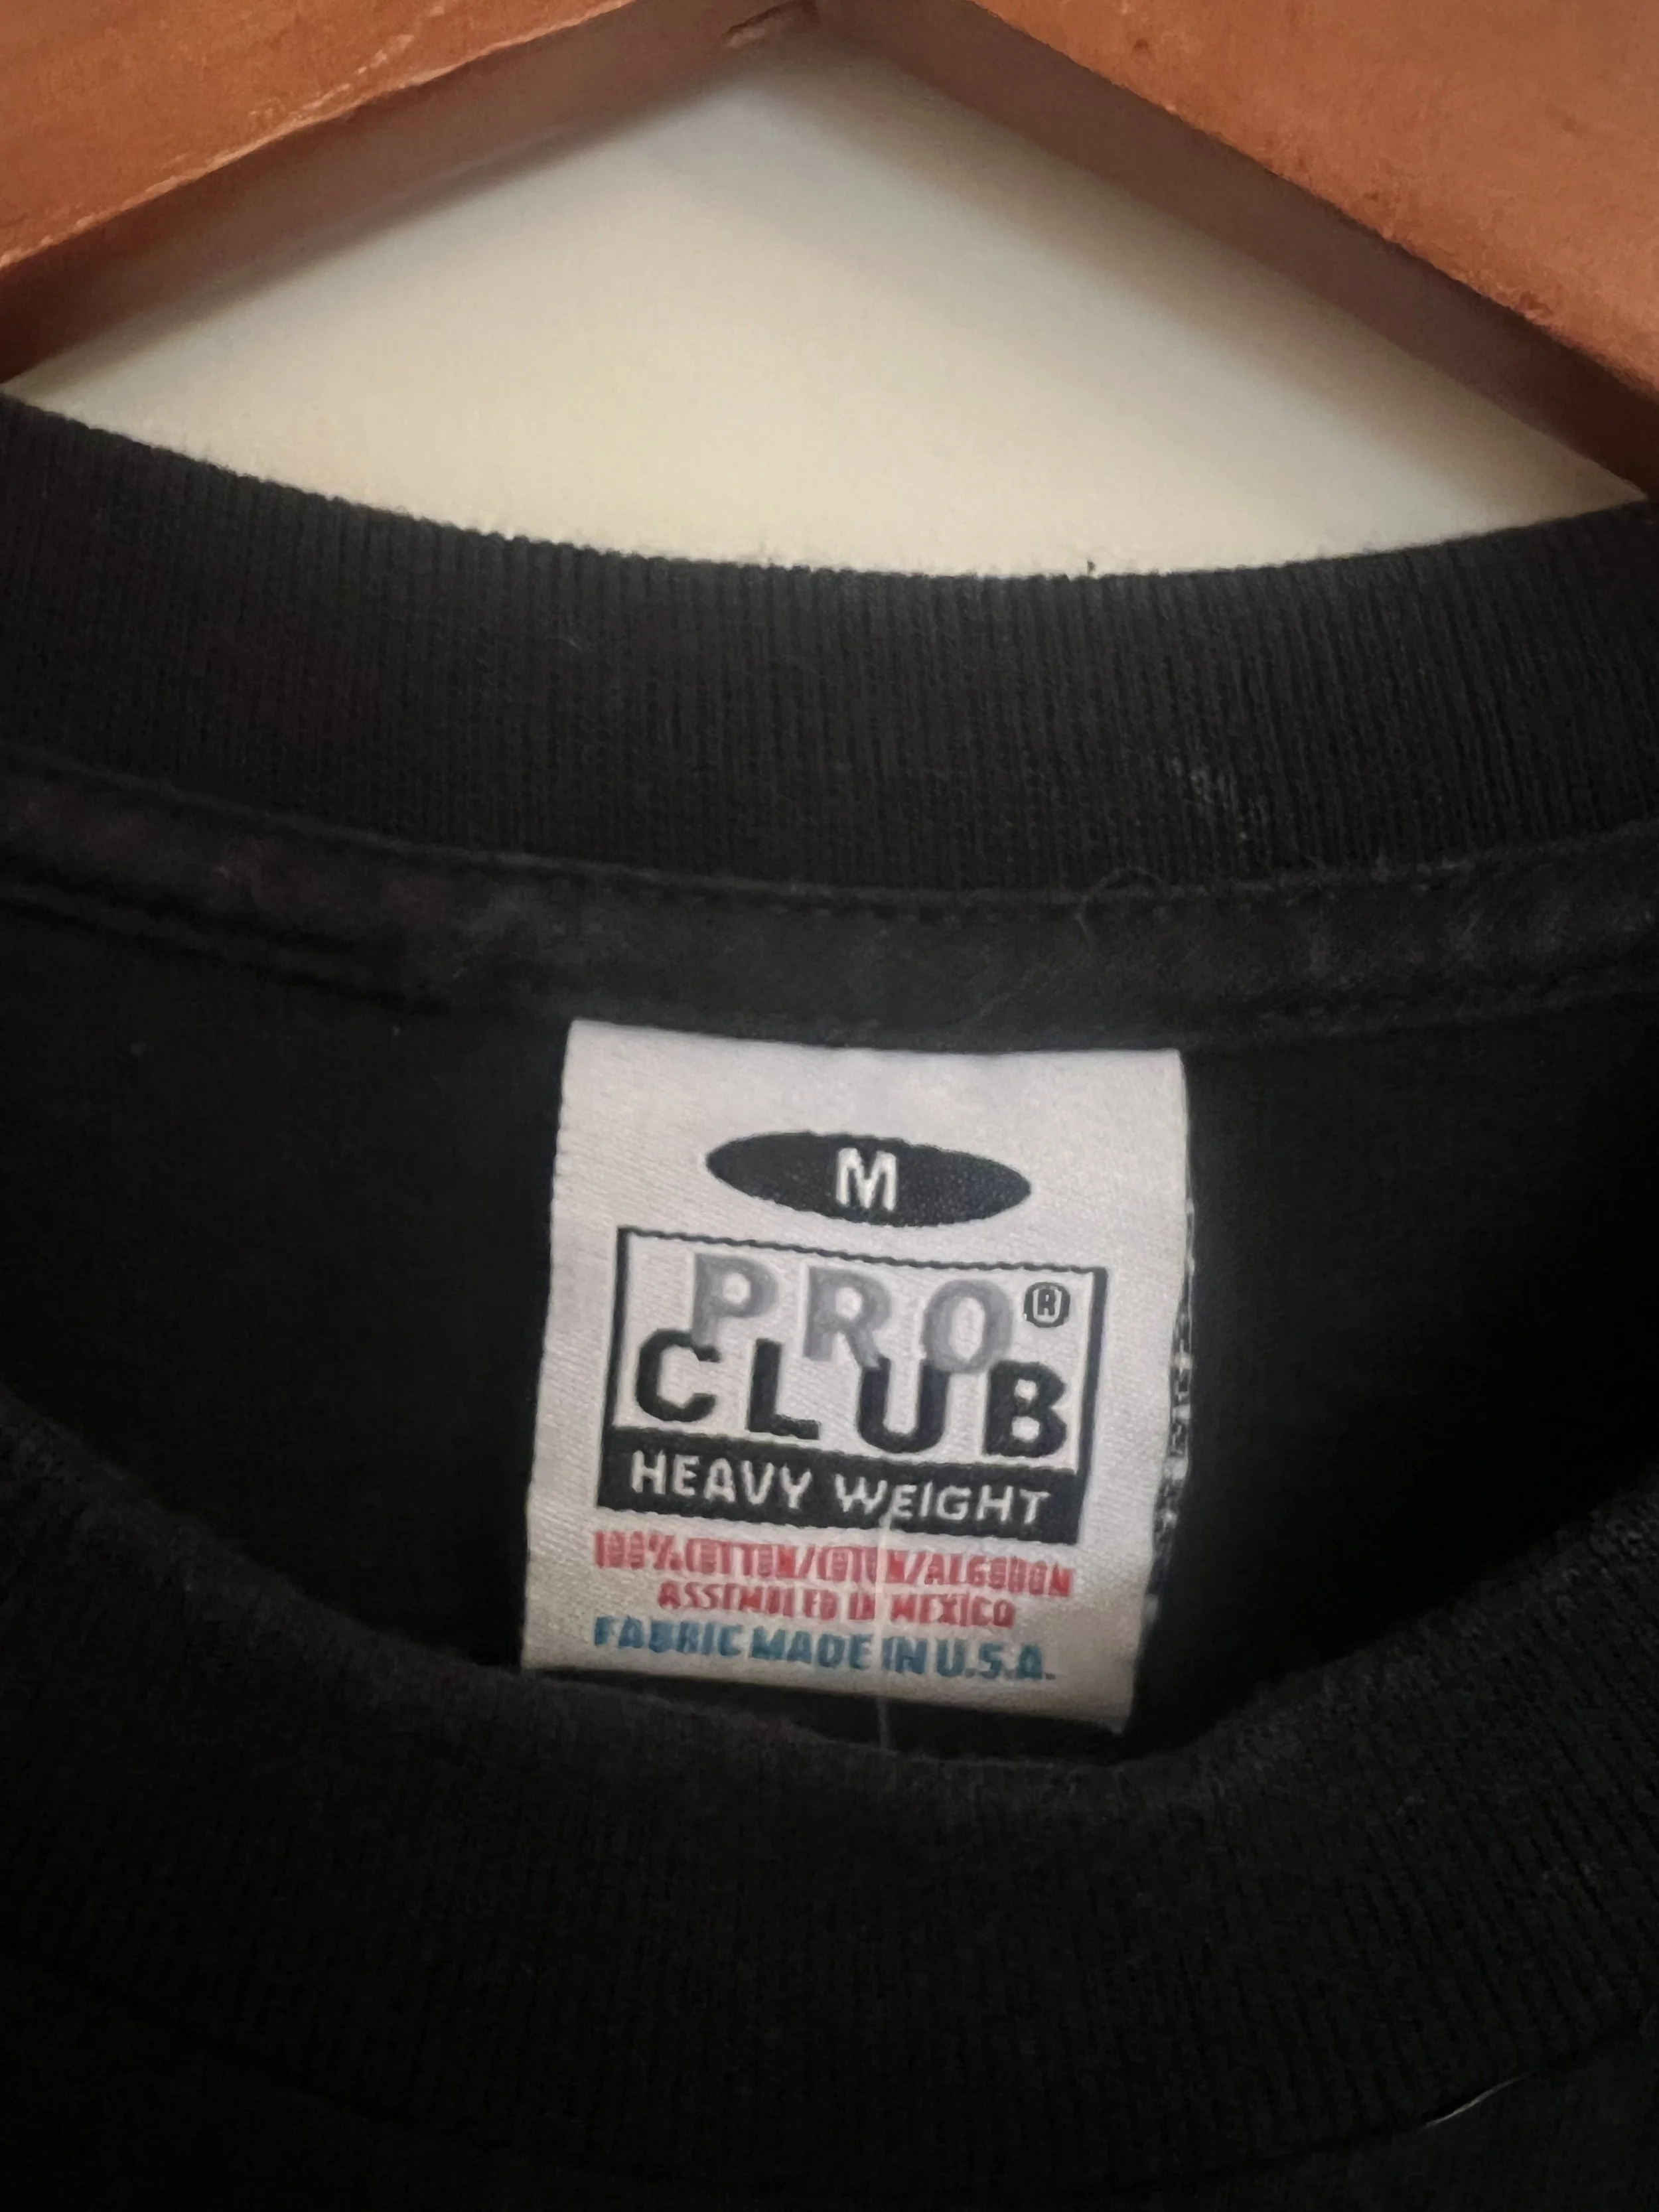 M
PRO®
CLUB
HEAVY WEIGHT
100% COTTON/COTON/ALGODON
ASSEMBLED IN MEXICO
FABRIC MADE IN U.S.A.